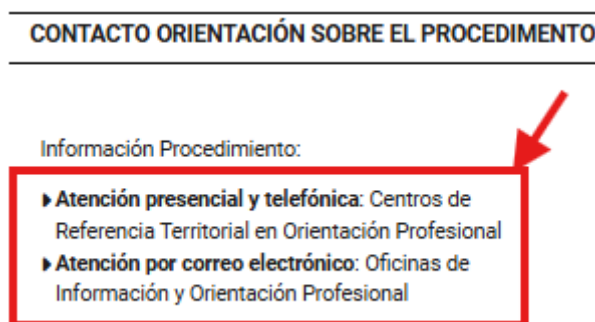 CONTACTO ORIENTACIÓN SOBRE EL PROCEDIMENTO
Información Procedimiento:
Atención presencial y telefónica: Centros de
Referencia Territorial en Orientación Profesional
Atención por correo electrónico: Oficinas de
Información y Orientación Profesional